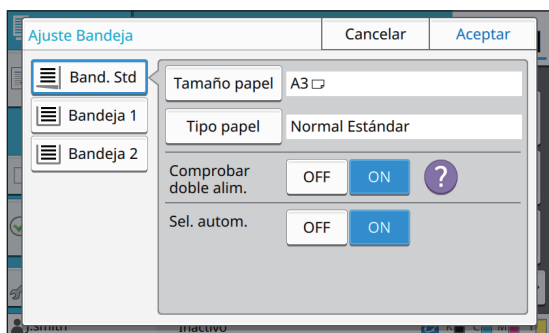 Ajuste Bandeja
Cancelar
Aceptar
Band. Std
Bandeja 1
Bandeja 2
Tamaño papel
A3
Tipo papel
Normal Estándar
Comprobar
doble alim.
OFF
ON
?
Sel. autom.
OFF
ON
J.Smith
Inactivo
K
C
M
Y